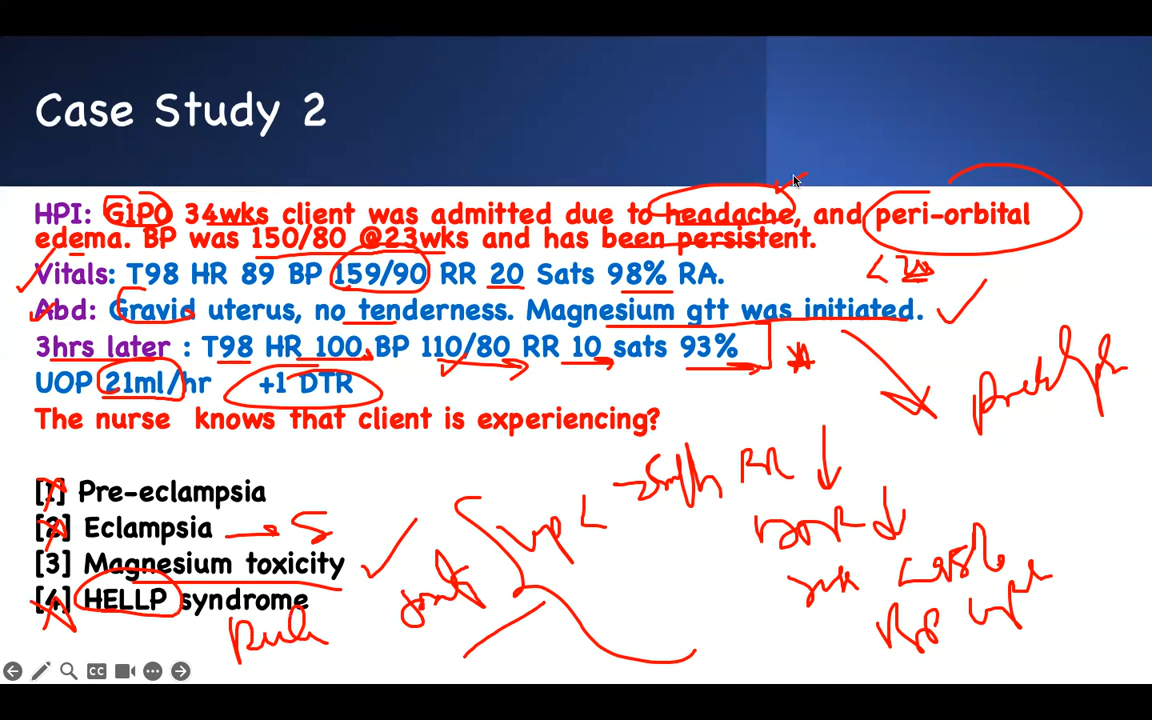 Case Study 2
HPI: G1P0 34wks client was admitted due to headache, and peri-orbital
edema. BP was 150/80 @23wks and has been persistent.
Vitals: T98 HR 89 BP 159/90 RR 20 Sats 98% RA.
Abd: Gravid uterus, no tenderness. Magnesium gtt was initiated.
3hrs later : T98 HR 100, BP 110/80 RR 10 sats 93%
UOP 21ml/hr +1 DTR
The nurse knows that client is experiencing?
[1] Pre-eclampsia
[2] Eclampsia
[3] Magnesium toxicity
[4] HELLP syndrome
RR
CC